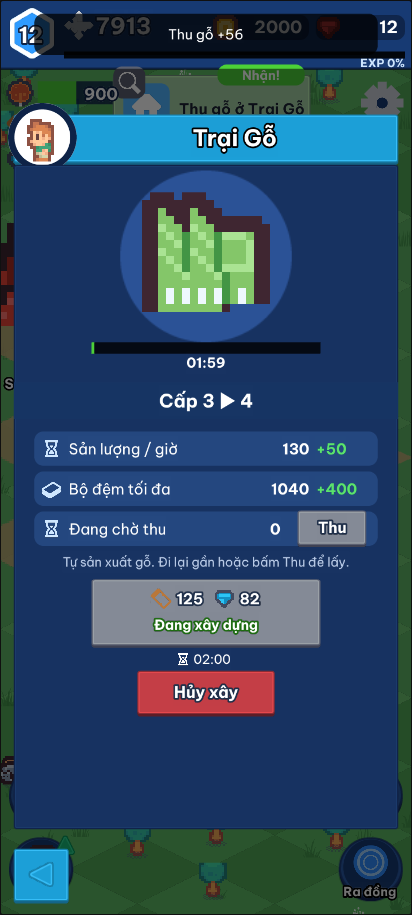 12
7913
Thu gỗ +56
2000
12
EXP 0%
900
Nhận!
Thu gỗ ở Trại Gỗ
Trại Gỗ
01:59
Cấp 3 ▶ 4
Sản lượng / giờ 130 +50
Bộ đệm tối đa 1040 +400
Đang chờ thu 0 Thu
Tự sản xuất gỗ. Đi lại gần hoặc bấm Thu để lấy.
125 82
Đang xây dựng
02:00
Hủy xây
Ra đồng